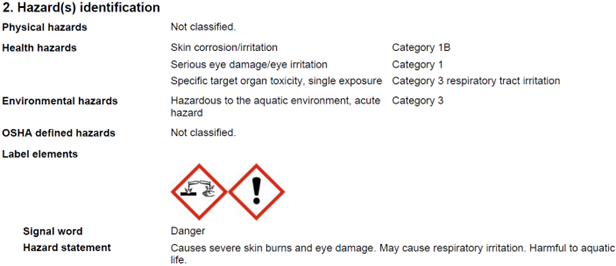 2. Hazard(s) identification
Physical hazards Not classified.
Health hazards Skin corrosion/irritation Category 1B
Serious eye damage/eye irritation Category 1
Specific target organ toxicity, single exposure Category 3 respiratory tract irritation
Environmental hazards Hazardous to the aquatic environment, acute Category 3
hazard
OSHA defined hazards Not classified.
Label elements
Signal word Danger
Hazard statement Causes severe skin burns and eye damage. May cause respiratory irritation. Harmful to aquatic
life.